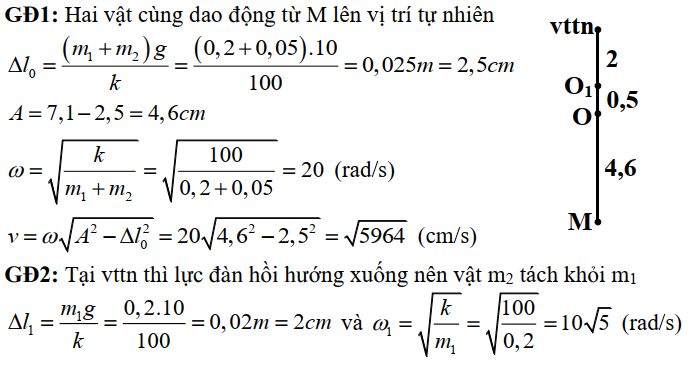 GĐ1: Hai vật cùng dao động từ M lên vị trí tự nhiên
Δl₀ = (m₁ + m₂)g / k = (0,2 + 0,05).10 / 100 = 0,025m = 2,5cm
A = 7,1 − 2,5 = 4,6cm
ω = √(k / (m₁ + m₂)) = √(100 / (0,2 + 0,05)) = 20 (rad/s)
v = ω√(A² − Δl₀²) = 20√(4,6² − 2,5²) = √5964 (cm/s)
GĐ2: Tại vttn thì lực đàn hồi hướng xuống nên vật m₂ tách khỏi m₁
Δl₁ = m₁g / k = 0,2.10 / 100 = 0,02m = 2cm và ω₁ = √(k / m₁) = √(100 / 0,2) = 10√5 (rad/s)
vttn
2
O₁
0,5
O
4,6
M